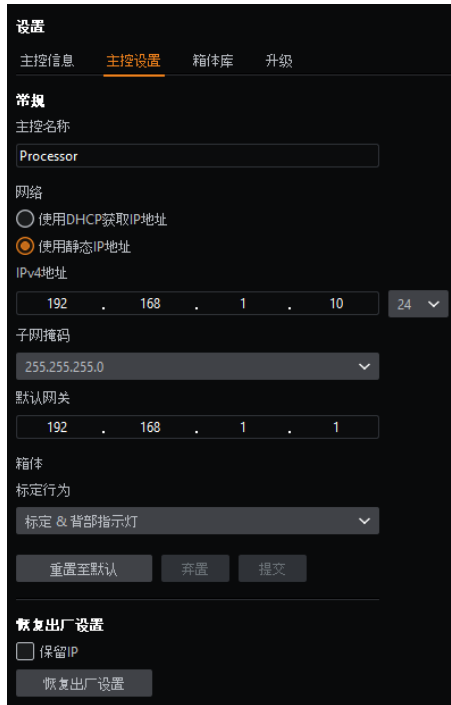 设置
主控信息 主控设置 箱体库 升级
常规
主控名称
Processor
网络
使用DHCP获取IP地址
使用静态IP地址
IPv4地址
192 . 168 . 1 . 10 24
子网掩码
255.255.255.0
默认网关
192 . 168 . 1 . 1
箱体
标定行为
标定 & 背部指示灯
重置至默认 弃置 提交
恢复出厂设置
保留IP
恢复出厂设置